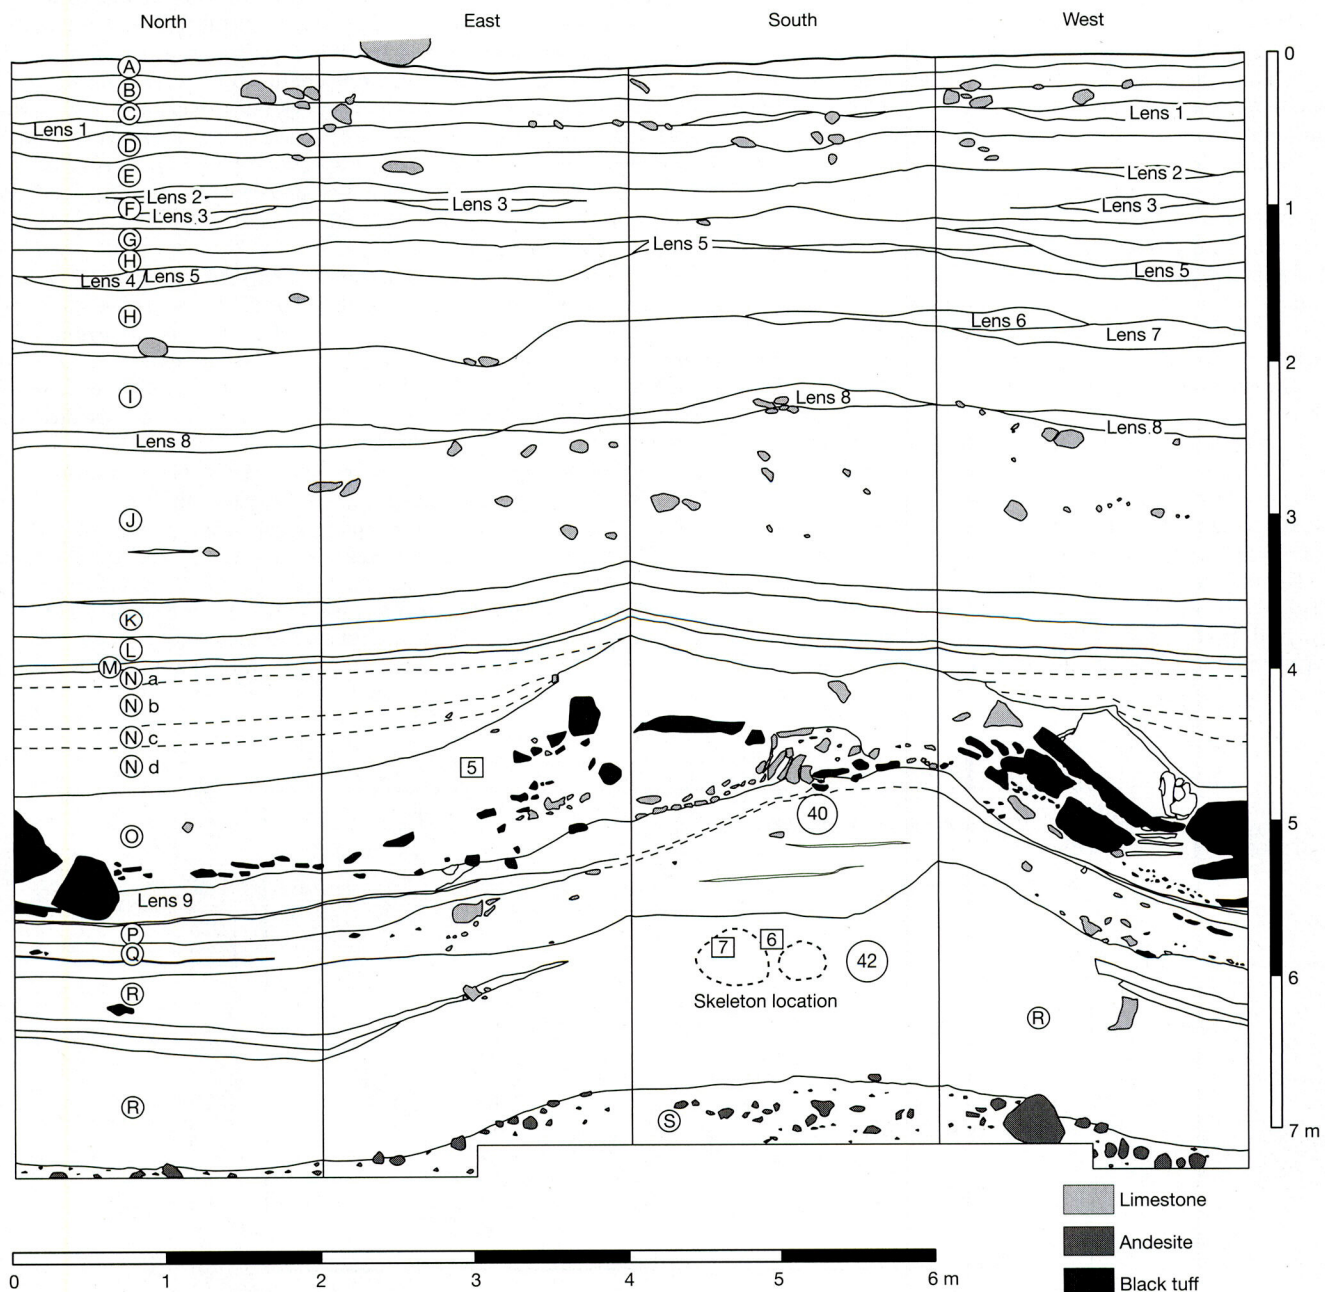 North East South West
0
A
B
C
Lens 1 Lens 1
D
E
Lens 2
Lens 2
F Lens 3 Lens 3 Lens 3
1
G
Lens 5
H
Lens 4 Lens 5 Lens 5
H
Lens 6
Lens 7
2
I
Lens 8
Lens 8
Lens 8
J
3
K
L
M
4
N a
N b
N c
N d
5
40
O
5
Lens 9
P
Q
7 6
42
6
R
Skeleton location
R
R
S
7 m
Limestone
Andesite
Black tuff
0 1 2 3 4 5 6 m